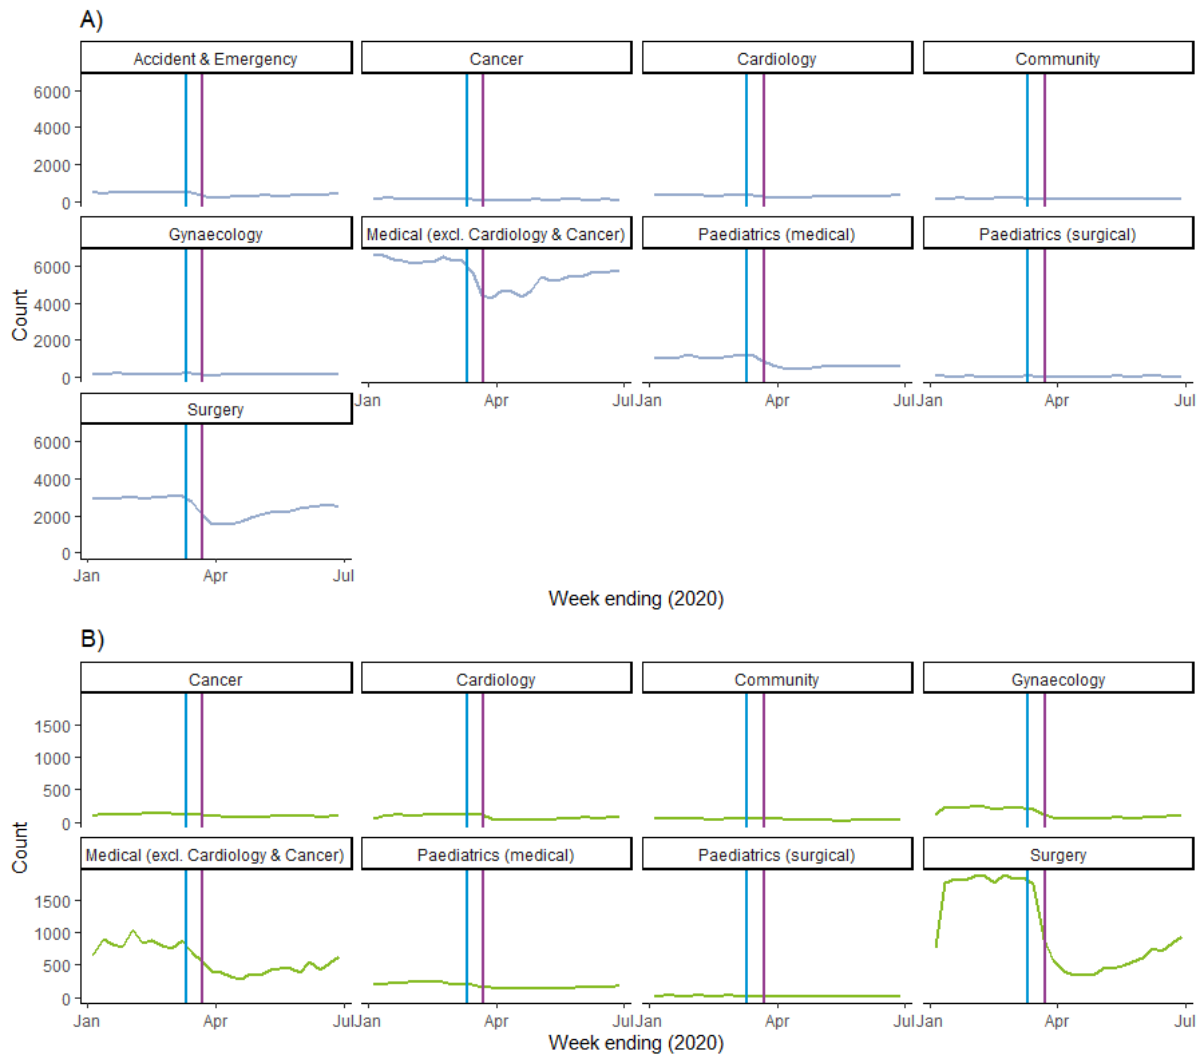 A)
Accident & Emergency
Cancer
Cardiology
Community
6000
4000
2000
0
Gynaecology
Medical (excl. Cardiology & Cancer)
Paediatrics (medical)
Paediatrics (surgical)
6000
4000
2000
0
Count
Jan
Apr
Jul
Jan
Apr
Jul
Jan
Apr
Jul
Surgery
6000
4000
2000
0
Jan
Apr
Jul
Week ending (2020)
B)
Cancer
Cardiology
Community
Gynaecology
1500
1000
500
0
Count
Medical (excl. Cardiology & Cancer)
Paediatrics (medical)
Paediatrics (surgical)
Surgery
1500
1000
500
0
Jan
Apr
Jul
Jan
Apr
Jul
Jan
Apr
Jul
Jan
Apr
Jul
Week ending (2020)